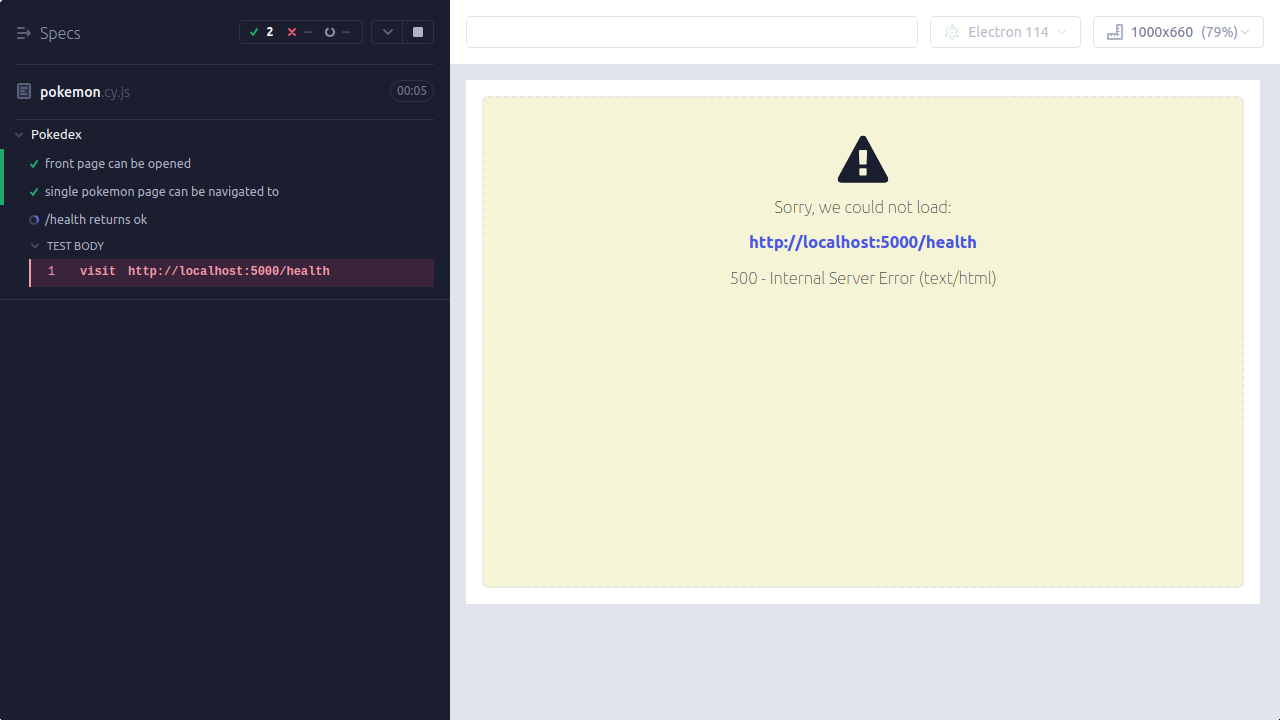 Specs
2 -- --
pokemon.cy.js 00:05
Pokedex
front page can be opened
single pokemon page can be navigated to
/health returns ok
TEST BODY
1 visit http://localhost:5000/health
Electron 114
1000x660 (79%)
Sorry, we could not load:
http://localhost:5000/health
500 - Internal Server Error (text/html)